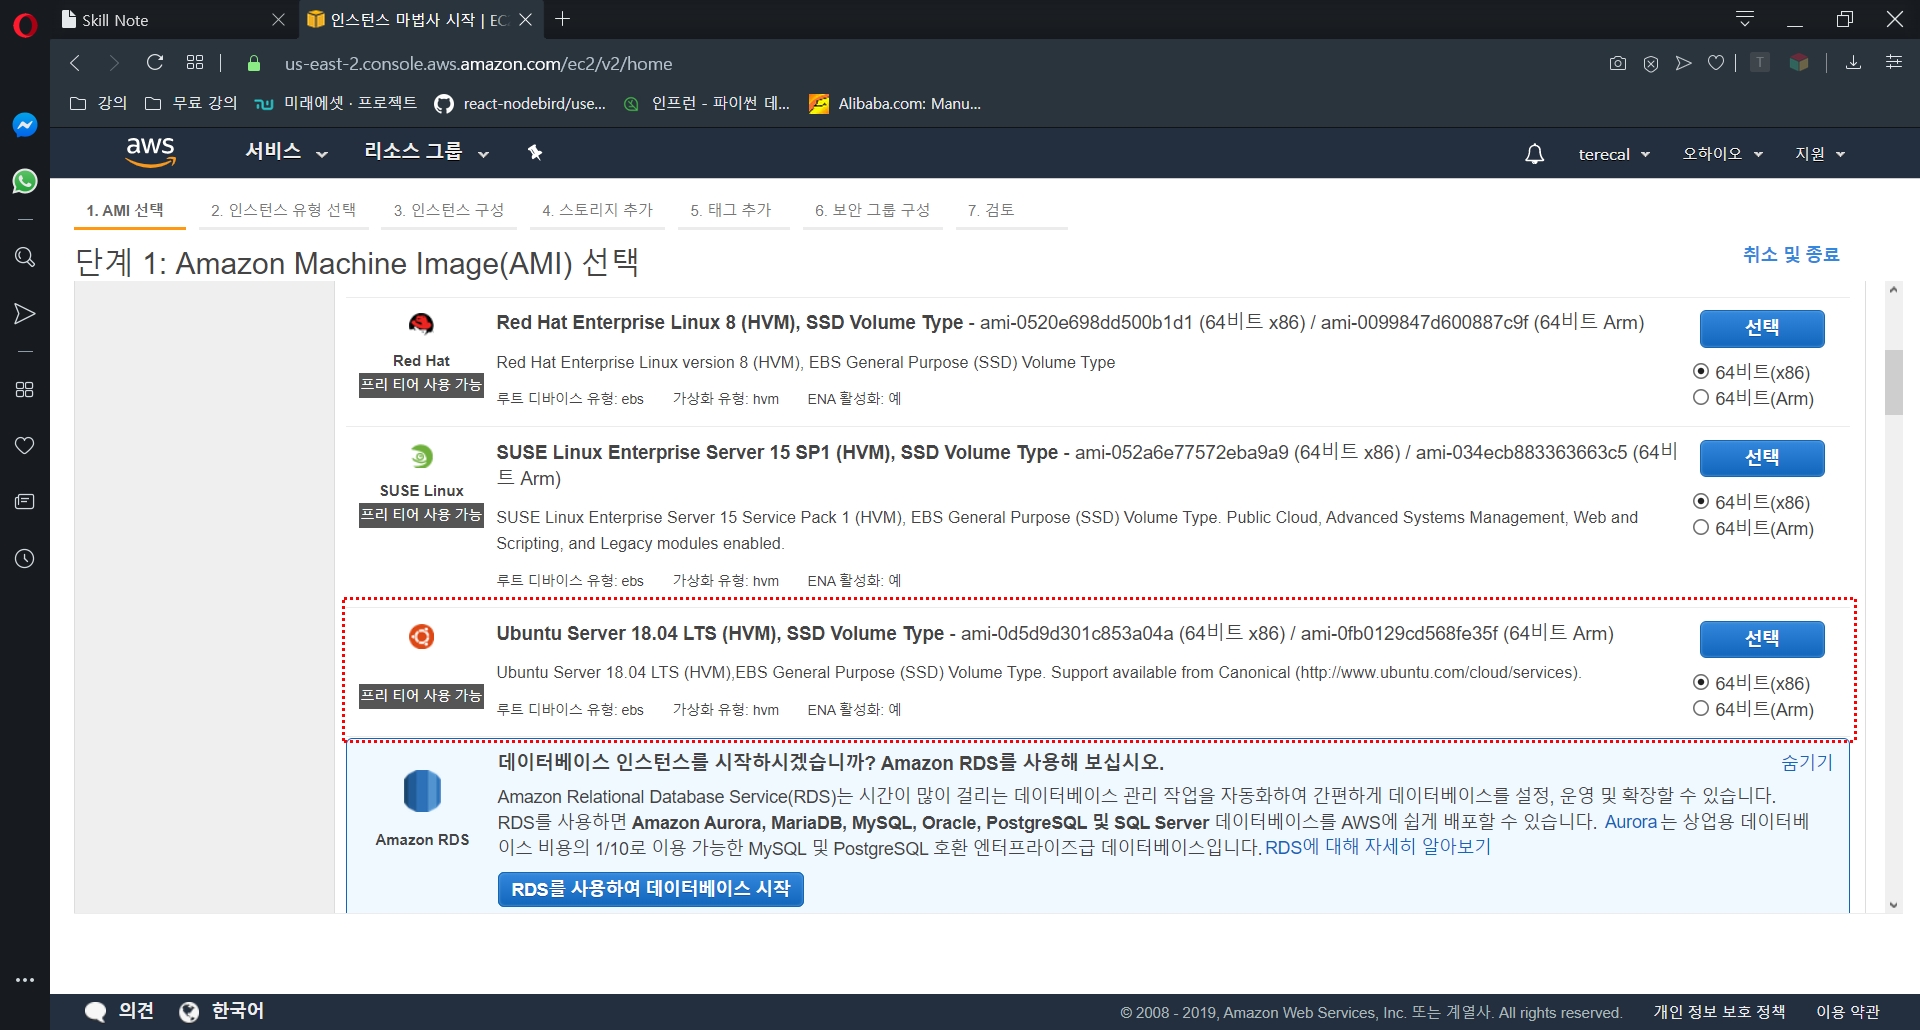 Skill Note
인스턴스 마법사 시작 | EC
us-east-2.console.aws.amazon.com/ec2/v2/home
강의
무료 강의
미래에셋 · 프로젝트
react-nodebird/use...
인프런 - 파이썬 데...
Alibaba.com: Manu...
aws
서비스
리소스 그룹
terecal
오하이오
지원
1. AMI 선택
2. 인스턴스 유형 선택
3. 인스턴스 구성
4. 스토리지 추가
5. 태그 추가
6. 보안 그룹 구성
7. 검토
단계 1: Amazon Machine Image(AMI) 선택
취소 및 종료
Red Hat
프리 티어 사용 가능
Red Hat Enterprise Linux 8 (HVM), SSD Volume Type - ami-0520e698dd500b1d1 (64비트 x86) / ami-0099847d600887c9f (64비트 Arm)
Red Hat Enterprise Linux version 8 (HVM), EBS General Purpose (SSD) Volume Type
루트 디바이스 유형: ebs 가상화 유형: hvm ENA 활성화: 예
선택
64비트(x86)
64비트(Arm)
SUSE Linux
프리 티어 사용 가능
SUSE Linux Enterprise Server 15 SP1 (HVM), SSD Volume Type - ami-052a6e77572eba9a9 (64비트 x86) / ami-034ecb883363663c5 (64비
트 Arm)
SUSE Linux Enterprise Server 15 Service Pack 1 (HVM), EBS General Purpose (SSD) Volume Type. Public Cloud, Advanced Systems Management, Web and
Scripting, and Legacy modules enabled.
루트 디바이스 유형: ebs 가상화 유형: hvm ENA 활성화: 예
선택
64비트(x86)
64비트(Arm)
프리 티어 사용 가능
Ubuntu Server 18.04 LTS (HVM), SSD Volume Type - ami-0d5d9d301c853a04a (64비트 x86) / ami-0fb0129cd568fe35f (64비트 Arm)
Ubuntu Server 18.04 LTS (HVM),EBS General Purpose (SSD) Volume Type. Support available from Canonical (http://www.ubuntu.com/cloud/services).
루트 디바이스 유형: ebs 가상화 유형: hvm ENA 활성화: 예
선택
64비트(x86)
64비트(Arm)
Amazon RDS
데이터베이스 인스턴스를 시작하시겠습니까? Amazon RDS를 사용해 보십시오.
숨기기
Amazon Relational Database Service(RDS)는 시간이 많이 걸리는 데이터베이스 관리 작업을 자동화하여 간편하게 데이터베이스를 설정, 운영 및 확장할 수 있습니다.
RDS를 사용하면 Amazon Aurora, MariaDB, MySQL, Oracle, PostgreSQL 및 SQL Server 데이터베이스를 AWS에 쉽게 배포할 수 있습니다. Aurora는 상업용 데이터베
이스 비용의 1/10로 이용 가능한 MySQL 및 PostgreSQL 호환 엔터프라이즈급 데이터베이스입니다. RDS에 대해 자세히 알아보기
RDS를 사용하여 데이터베이스 시작
의견
한국어
© 2008 - 2019, Amazon Web Services, Inc. 또는 계열사. All rights reserved.
개인 정보 보호 정책
이용 약관